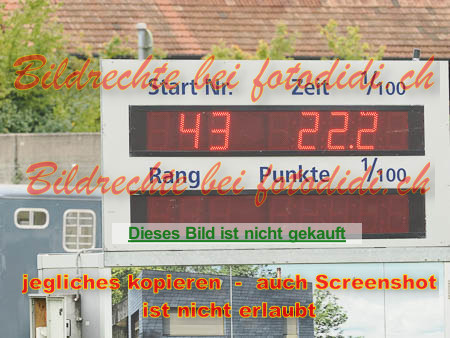 Bildrechte bei fotodidi.ch
Start Nr. Zeit 1/100
43 22.2
Bildrechte bei fotodidi.ch
Rang Punkte 1/100
Dieses Bild ist nicht gekauft
jegliches kopieren - auch Screenshot
ist nicht erlaubt